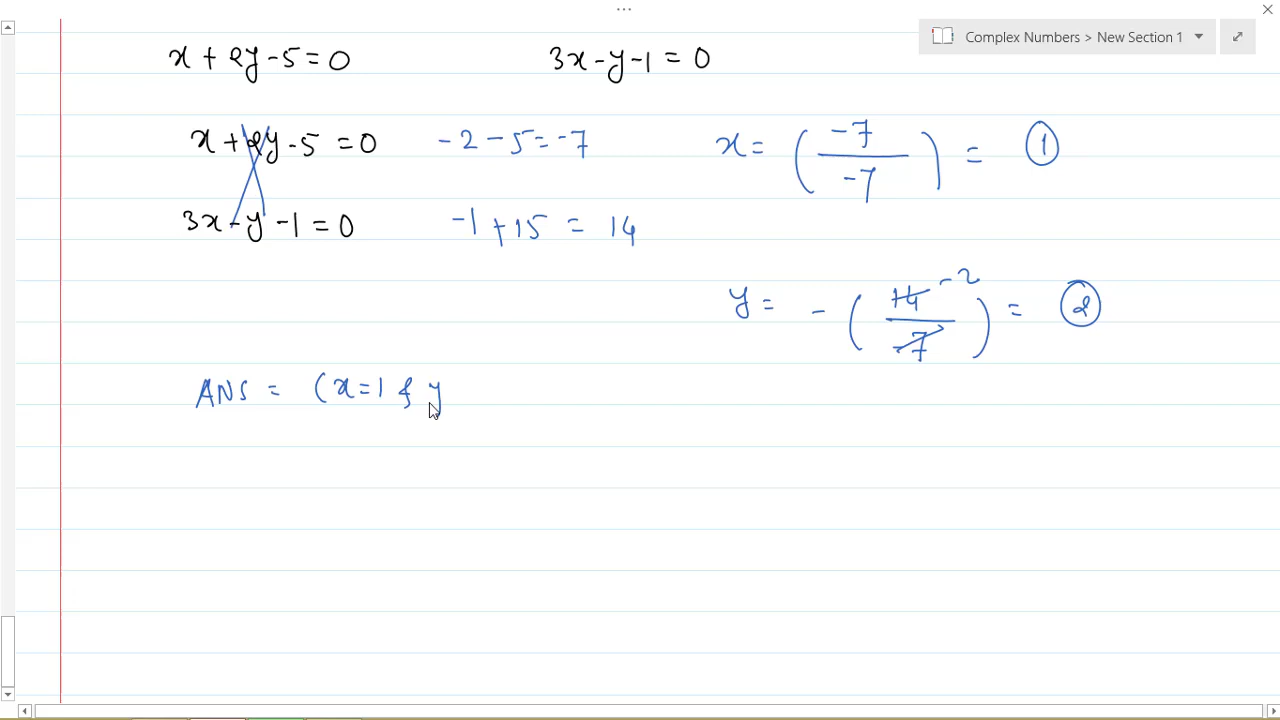 Complex Numbers > New Section 1
x + 2y - 5 = 0 3x - y - 1 = 0
x + 2y - 5 = 0 -2 - 5 = -7 x = (-7/-7) = 1
3x - y - 1 = 0 -1 + 15 = 14
y = -(14/-7) -2 = 2
ANS = (x = 1 & y